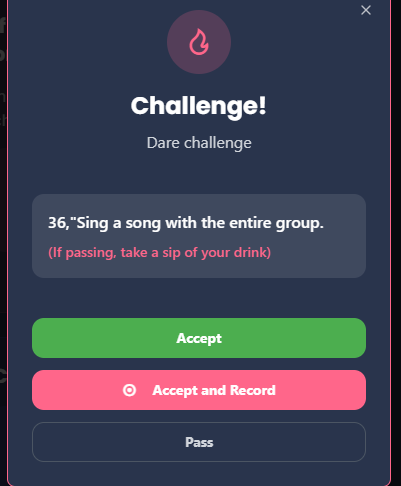 Challenge!
Dare challenge
36,"Sing a song with the entire group.
(If passing, take a sip of your drink)
Accept
Accept and Record
Pass